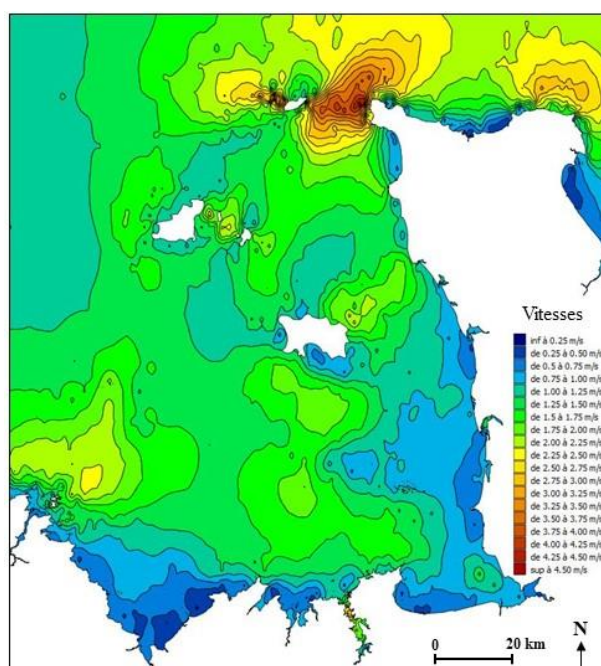 Vitesses
inf à 0.25 m/s
de 0.25 à 0.50 m/s
de 0.5 à 0.75 m/s
de 0.75 à 1.00 m/s
de 1.00 à 1.25 m/s
de 1.25 à 1.50 m/s
de 1.5 à 1.75 m/s
de 1.75 à 2.00 m/s
de 2.00 à 2.25 m/s
de 2.25 à 2.50 m/s
de 2.50 à 2.75 m/s
de 2.75 à 3.00 m/s
de 3.00 à 3.25 m/s
de 3.25 à 3.50 m/s
de 3.50 à 3.75 m/s
de 3.75 à 4.00 m/s
de 4.00 à 4.25 m/s
de 4.25 à 4.50 m/s
sup à 4.50 m/s
N
0 20 km